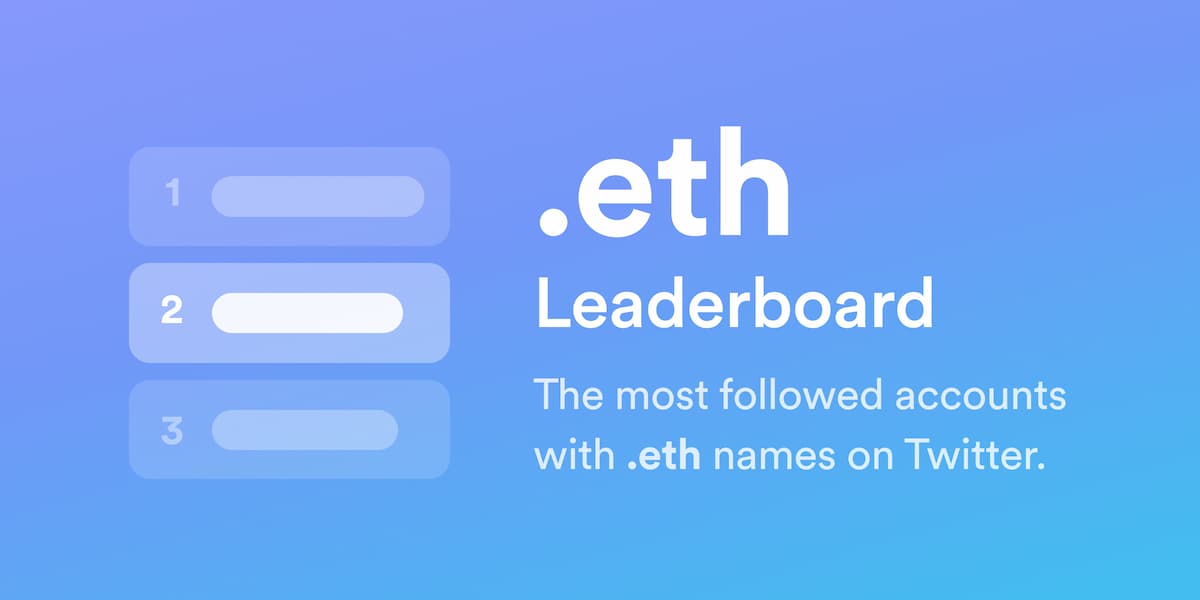 1
2
3
.eth
Leaderboard
The most followed accounts
with .eth names on Twitter.